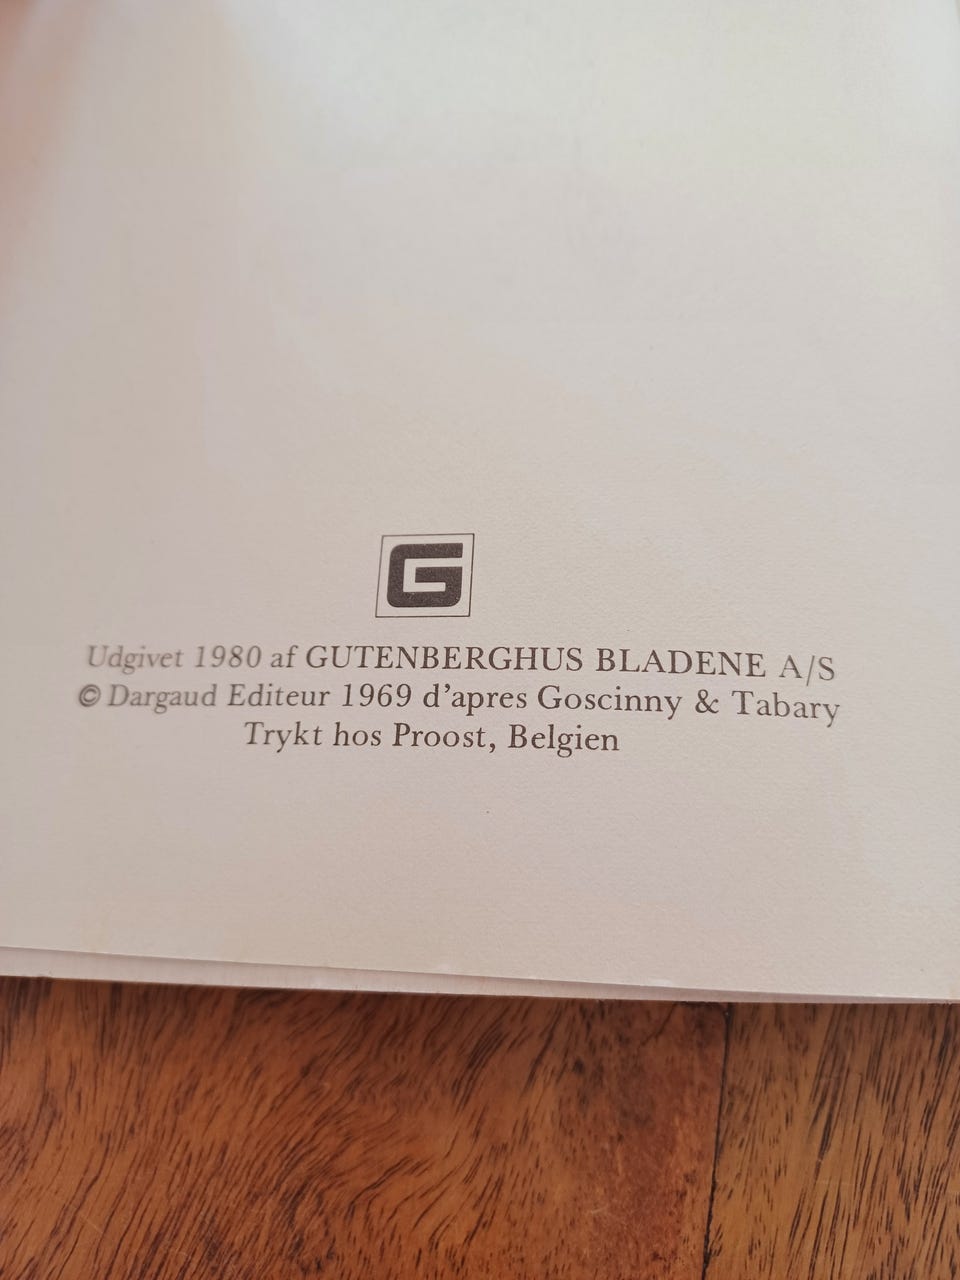 G
Udgivet 1980 af GUTENBERGHUS BLADENE A/S
© Dargaud Editeur 1969 d'apres Goscinny & Tabary
Trykt hos Proost, Belgien